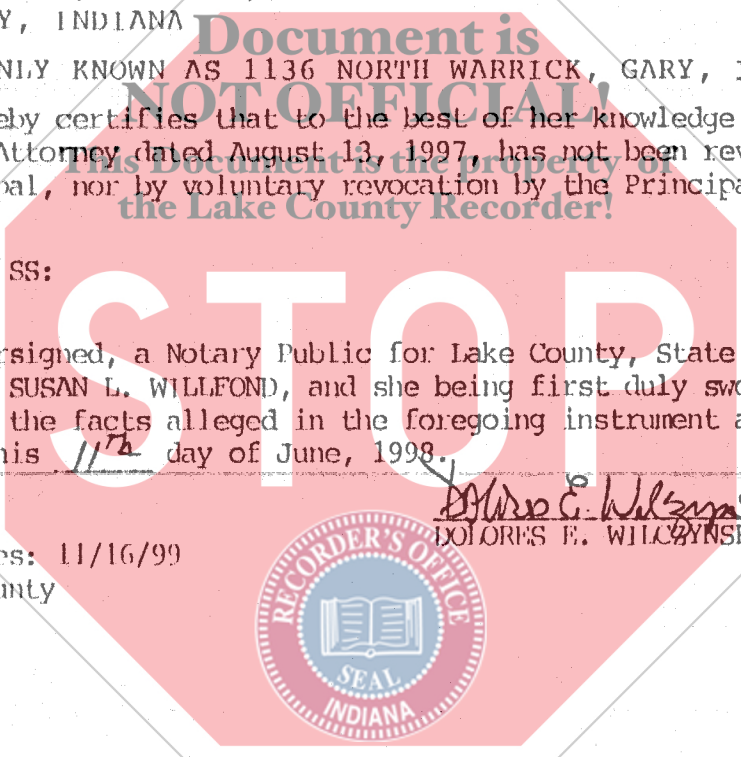 Y, INDIANA
Document is
NLY KNOWN AS 1136 NORTH WARRICK, GARY,
NOT OFFICIAL!
eby certifies that to the best of her knowledge
Attorney dated August 13, 1997, has not been rev
This Document is the property of
pal, nor by voluntary revocation by the Principa
the Lake County Recorder!
SS:
STOP
rsigned, a Notary Public for Lake County, State
SUSAN L. WILLFOND, and she being first duly swo
the facts alleged in the foregoing instrument a
his 11th day of June, 1998.
DOLORES E. WILCZYNS
es: 11/16/99
unty
RECORDER'S OFFICE
SEAL
INDIANA